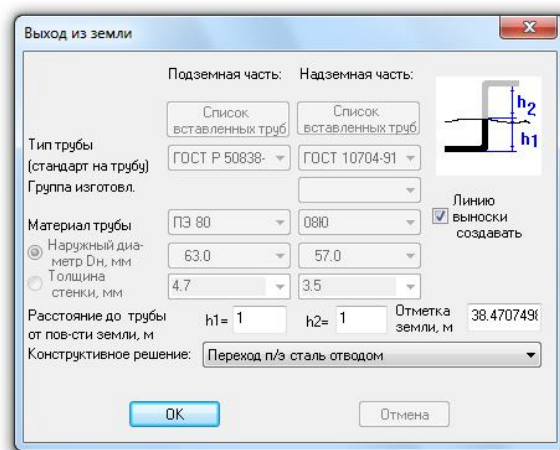 Выход из земли
Подземная часть: Надземная часть:
Список вставленных труб
Список вставленных труб
h2
h1
Тип трубы
(стандарт на трубу)
ГОСТ Р 50838- ГОСТ 10704-91
Группа изготовл.
Линию
выноски
создавать
Материал трубы ПЭ 80 08Ю
Наружный диа-
метр Dн, мм
63.0 57.0
Толщина
стенки, мм
4.7 3.5
Расстояние до трубы
от пов-сти земли, м
h1= 1 h2= 1
Отметка
земли, м
38.470749
Конструктивное решение: Переход п/э сталь отводом
OK Отмена